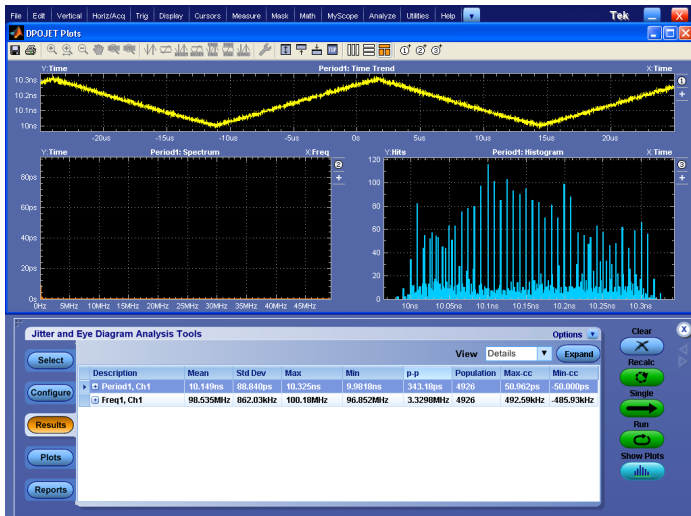 File Edit Vertical Horiz/Acq Trig Display Cursors Measure Mask Math MyScope Analyze Utilities Help Tek
DPOJET Plots
Y:Time Period1: Time Trend X:Time
10.3ns
10.2ns
10.1ns
10ns
-20us -15us -10us -5us 0s 5us 10us 15us 20us
1
Y:Time Period1: Spectrum X:Freq
80ps
60ps
40ps
20ps
0s
0Hz 5MHz 10MHz 15MHz 20MHz 25MHz 30MHz 35MHz 40MHz 45MHz
2
Y:Hits Period1: Histogram X:Time
120
100
80
60
40
20
0
10ns 10.05ns 10.1ns 10.15ns 10.2ns 10.25ns 10.3ns
3
Jitter and Eye Diagram Analysis Tools Options
Select
Configure
Results
Plots
Reports
View Details Expand
Description Mean Std Dev Max Min p-p Population Max-cc Min-cc
Period1, Ch1 10.149ns 88.840ps 10.325ns 9.9818ns 343.18ps 4926 50.962ps -50.000ps
Freq1, Ch1 98.535MHz 862.03kHz 100.18MHz 96.852MHz 3.3298MHz 4926 492.59kHz -485.93kHz
Clear
Recalc
Single
Run
Show Plots